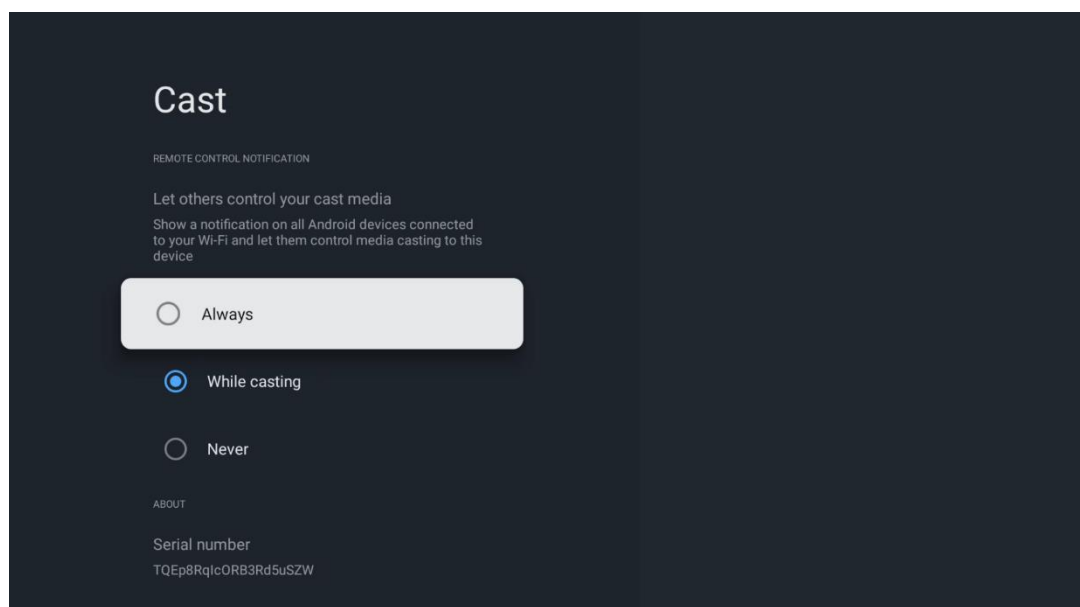 Cast
REMOTE CONTROL NOTIFICATION
Let others control your cast media
Show a notification on all Android devices connected
to your Wi-Fi and let them control media casting to this
device
Always
While casting
Never
ABOUT
Serial number
TQEp8RqIcORB3Rd5uSZW